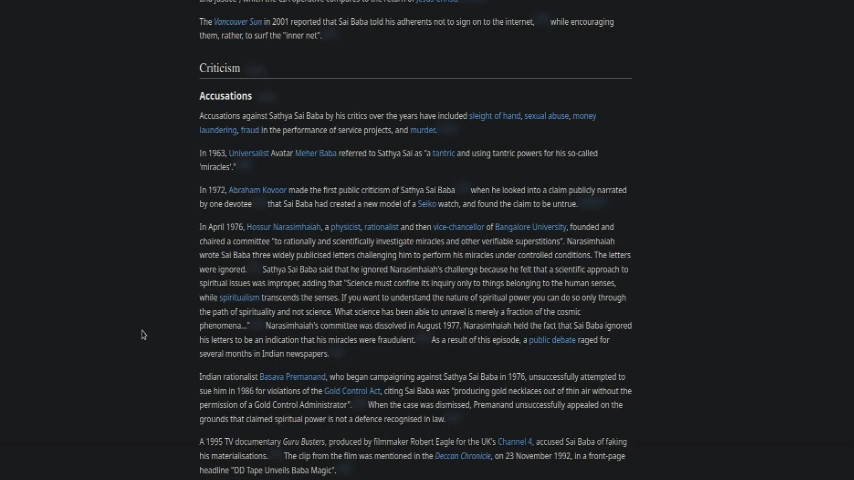 The Vancouver Sun in 2001 reported that Sai Baba told his adherents not to sign on to the internet, while encouraging
them, rather, to surf the "inner net".
Criticism
Accusations
Accusations against Sathya Sai Baba by his critics over the years have included sleight of hand, sexual abuse, money
laundering, fraud in the performance of service projects, and murder.
In 1963, Universalist Avatar Meher Baba referred to Sathya Sai as "a tantric and using tantric powers for his so-called
'miracles'."
In 1972, Abraham Kovoor made the first public criticism of Sathya Sai Baba when he looked into a claim publicly narrated
by one devotee that Sai Baba had created a new model of a Seiko watch, and found the claim to be untrue.
In April 1976, Hossur Narasimhaiah, a physicist, rationalist and then vice-chancellor of Bangalore University, founded and
chaired a committee "to rationally and scientifically investigate miracles and other verifiable superstitions". Narasimhaiah
wrote Sai Baba three widely publicised letters challenging him to perform his miracles under controlled conditions. The letters
were ignored. Sathya Sai Baba said that he ignored Narasimhaiah's challenge because he felt that a scientific approach to
spiritual issues was improper, adding that "Science must confine its inquiry only to things belonging to the human senses,
while spiritualism transcends the senses. If you want to understand the nature of spiritual power you can do so only through
the path of spirituality and not science. What science has been able to unravel is merely a fraction of the cosmic
phenomena..." Narasimhaiah's committee was dissolved in August 1977. Narasimhaiah held the fact that Sai Baba ignored
his letters to be an indication that his miracles were fraudulent. As a result of this episode, a public debate raged for
several months in Indian newspapers.
Indian rationalist Basava Premanand, who began campaigning against Sathya Sai Baba in 1976, unsuccessfully attempted to
sue him in 1986 for violations of the Gold Control Act, citing Sai Baba was "producing gold necklaces out of thin air without the
permission of a Gold Control Administrator". When the case was dismissed, Premanand unsuccessfully appealed on the
grounds that claimed spiritual power is not a defence recognised in law.
A 1995 TV documentary Guru Busters, produced by filmmaker Robert Eagle for the UK's Channel 4, accused Sai Baba of faking
his materialisations. The clip from the film was mentioned in the Deccan Chronicle, on 23 November 1992, in a front-page
headline "DD Tape Unveils Baba Magic".